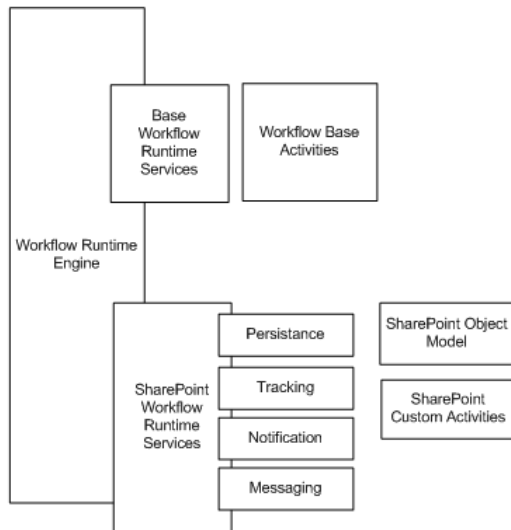 Base
Workflow
Runtime
Services
Workflow Base
Activities
Workflow Runtime
Engine
SharePoint
Workflow
Runtime
Services
Persistance
Tracking
Notification
Messaging
SharePoint Object
Model
SharePoint
Custom Activities